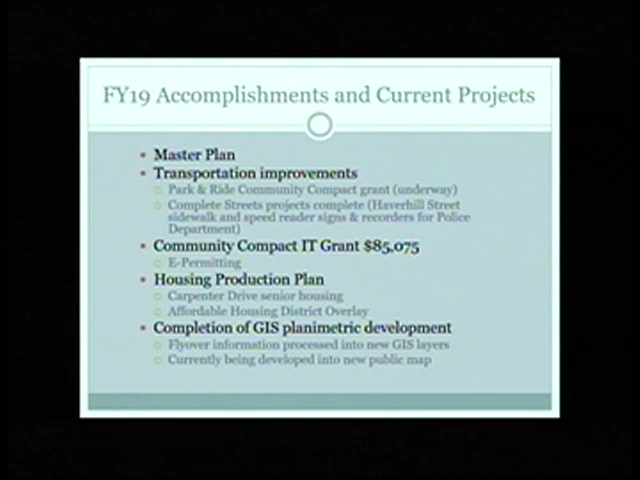 FY19 Accomplishments and Current Projects
Master Plan
Transportation improvements
Park & Ride Community Compact grant (underway)
Complete Streets projects complete (Haverhill Street
sidewalk and speed reader signs & recorders for Police
Department)
Community Compact IT Grant $85,075
E-Permitting
Housing Production Plan
Carpenter Drive senior housing
Affordable Housing District Overlay
Completion of GIS planimetric development
Flyover information processed into new GIS layers
Currently being developed into new public map